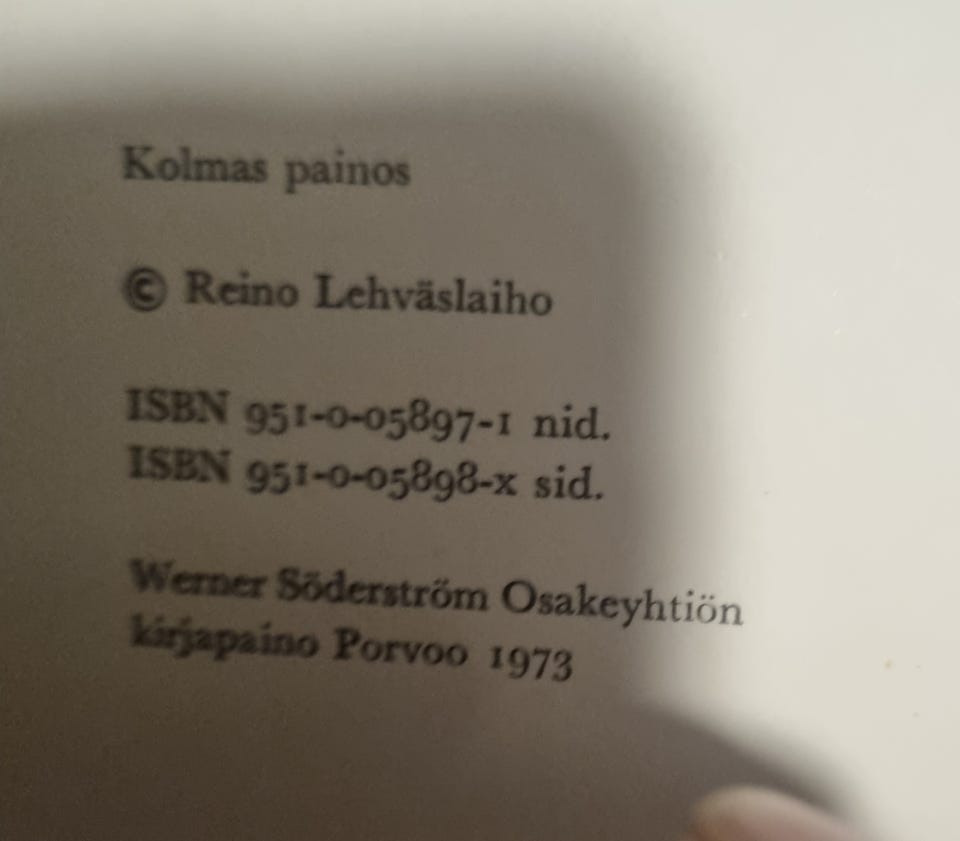 Kolmas painos
© Reino Lehväslaiho
ISBN 951-0-05897-1 nid.
ISBN 951-0-05898-x sid.
Werner Söderström Osakeyhtiön
kirjapaino Porvoo 1973